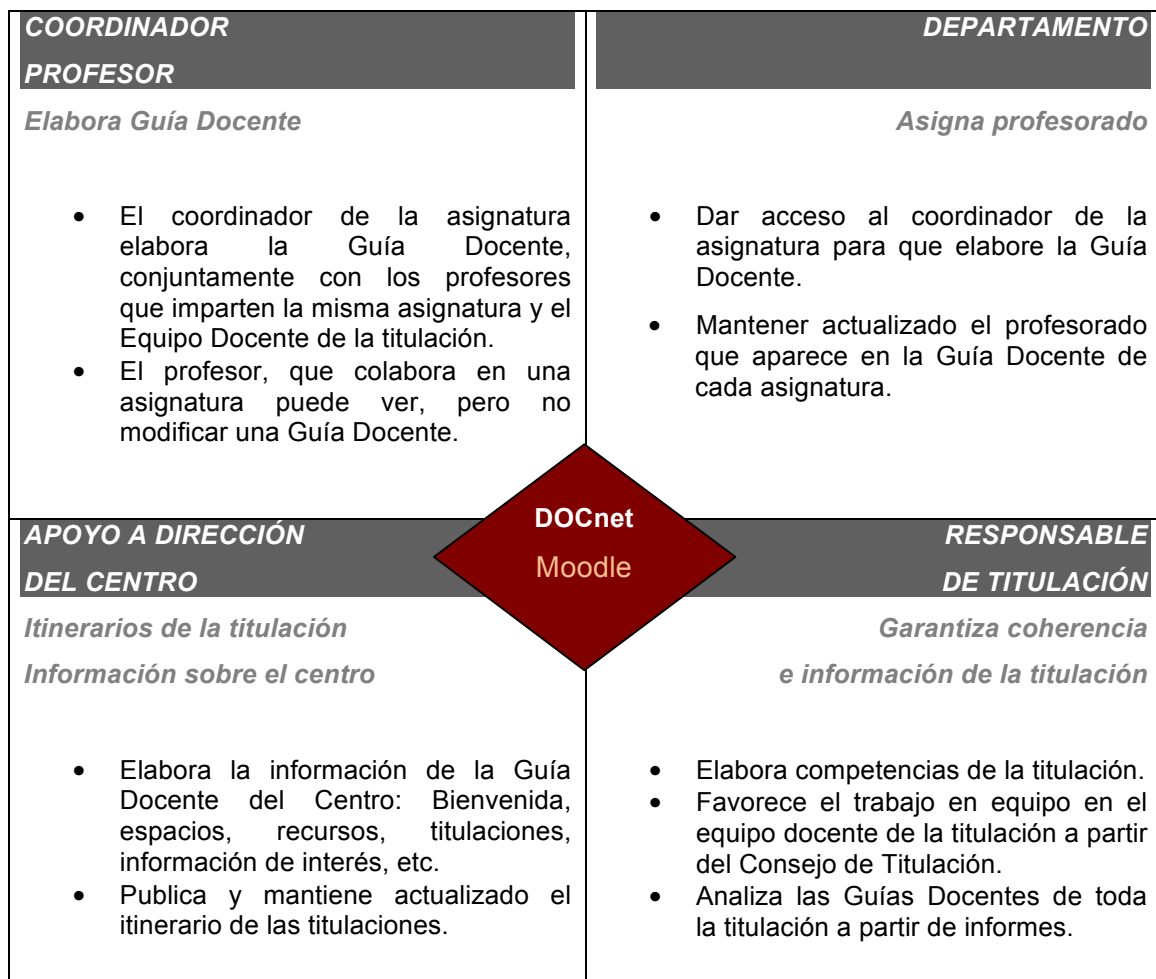 COORDINADOR
PROFESOR
Elabora Guía Docente
• El coordinador de la asignatura
elabora la Guía Docente,
conjuntamente con los profesores
que imparten la misma asignatura y el
Equipo Docente de la titulación.
• El profesor, que colabora en una
asignatura puede ver, pero no
modificar una Guía Docente.
DEPARTAMENTO
Asigna profesorado
• Dar acceso al coordinador de la
asignatura para que elabore la Guía
Docente.
• Mantener actualizado el profesorado
que aparece en la Guía Docente de
cada asignatura.
DOCnet
Moodle
APOYO A DIRECCIÓN
DEL CENTRO
Itinerarios de la titulación
Información sobre el centro
• Elabora la información de la Guía
Docente del Centro: Bienvenida,
espacios, recursos, titulaciones,
información de interés, etc.
• Publica y mantiene actualizado el
itinerario de las titulaciones.
RESPONSABLE
DE TITULACIÓN
Garantiza coherencia
e información de la titulación
• Elabora competencias de la titulación.
• Favorece el trabajo en equipo en el
equipo docente de la titulación a partir
del Consejo de Titulación.
• Analiza las Guías Docentes de toda
la titulación a partir de informes.